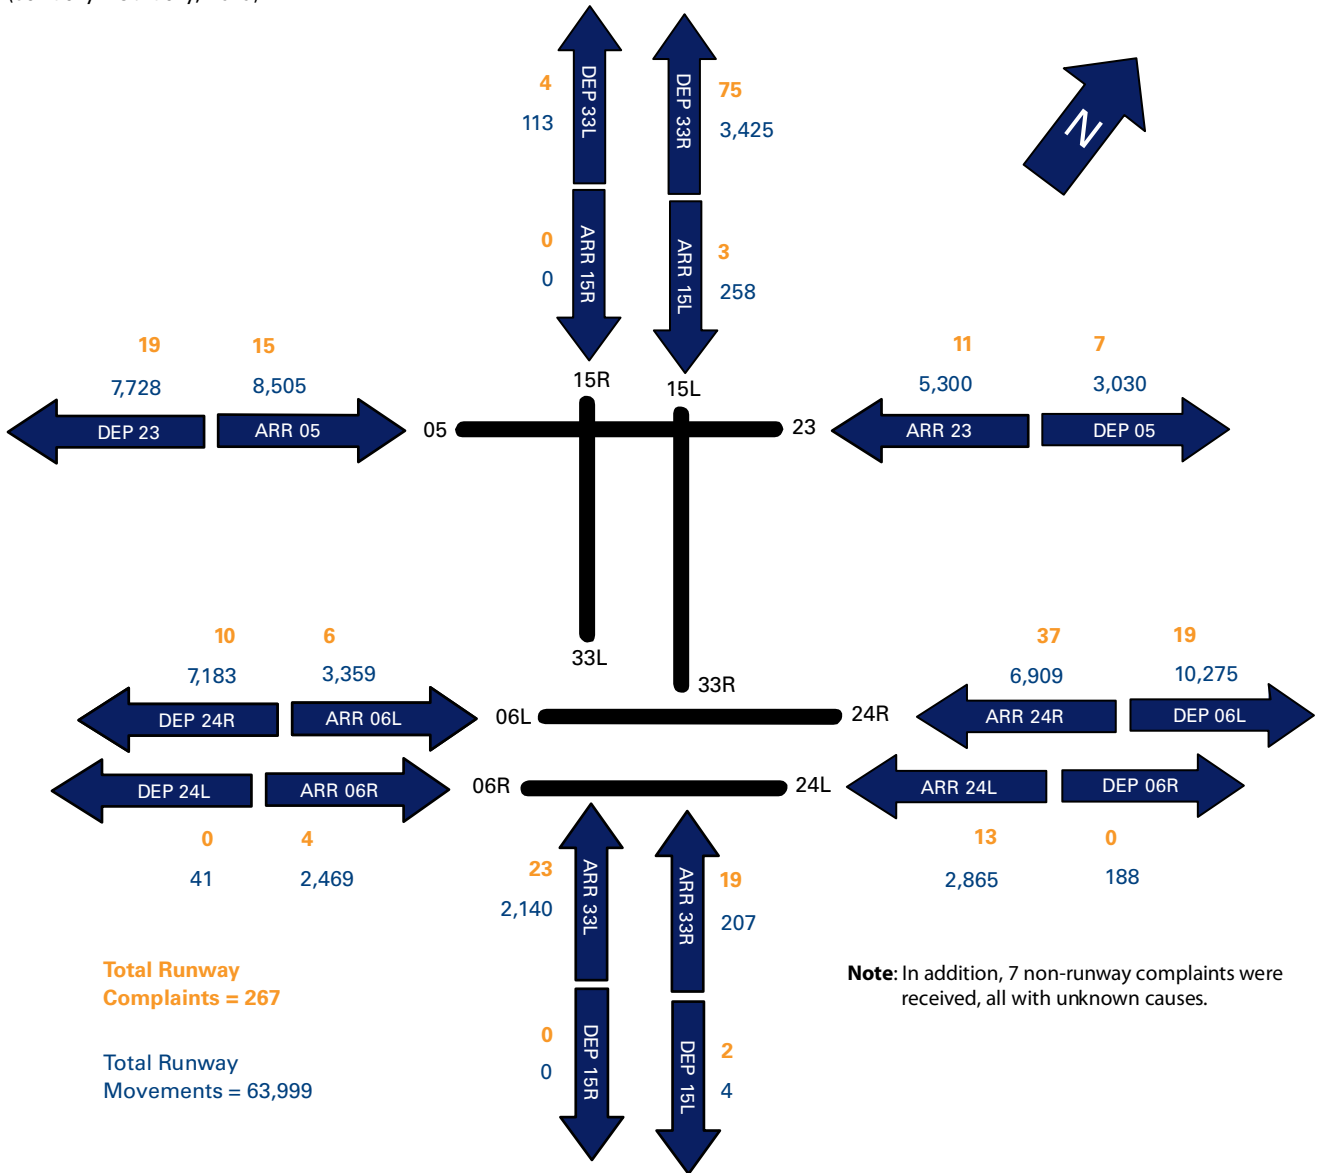 DEP 33L
DEP 33R
4
113
75
3,425
N
ARR 15R
ARR 15L
0
0
3
258
19
15
7,728
8,505
DEP 23
ARR 05
15R
15L
05
23
11
7
5,300
3,030
ARR 23
DEP 05
33L
33R
10
6
7,183
3,359
DEP 24R
ARR 06L
06L
24R
37
19
6,909
10,275
ARR 24R
DEP 06L
DEP 24L
ARR 06R
06R
24L
ARR 24L
DEP 06R
0
4
41
2,469
13
0
2,865
188
23
2,140
ARR 33L
ARR 33R
19
207
Total Runway
Complaints = 267
Total Runway
Movements = 63,999
Note: In addition, 7 non-runway complaints were
received, all with unknown causes.
0
0
DEP 15R
DEP 15L
2
4